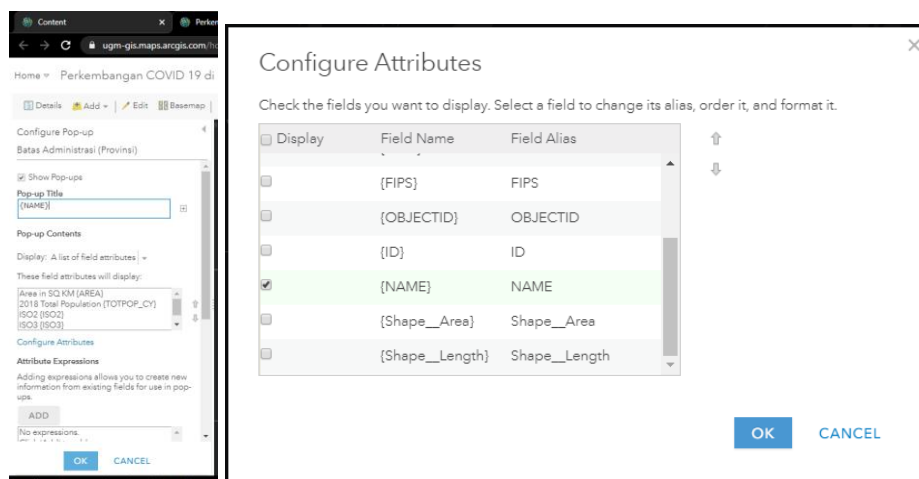 Content
Perken
ugm-gis.maps.arcgis.com/ho
Home Perkembangan COVID 19 di
Details Add Edit Basemap
Configure Pop-up
Batas Administrasi (Provinsi)
Show Pop-ups
Pop-up Title
{NAME}
Pop-up Contents
Display: A list of field attributes
These field attributes will display:
Area in SQ KM {AREA}
2018 Total Population {TOTPOP_CY}
ISO2 {ISO2}
ISO3 {ISO3}
Configure Attributes
Attribute Expressions
Adding expressions allows you to create new
information from existing fields for use in pop-
ups.
ADD
No expressions.
OK CANCEL
Configure Attributes
Check the fields you want to display. Select a field to change its alias, order it, and format it.
Display Field Name Field Alias
{FIPS} FIPS
{OBJECTID} OBJECTID
{ID} ID
{NAME} NAME
{Shape__Area} Shape__Area
{Shape__Length} Shape__Length
OK CANCEL